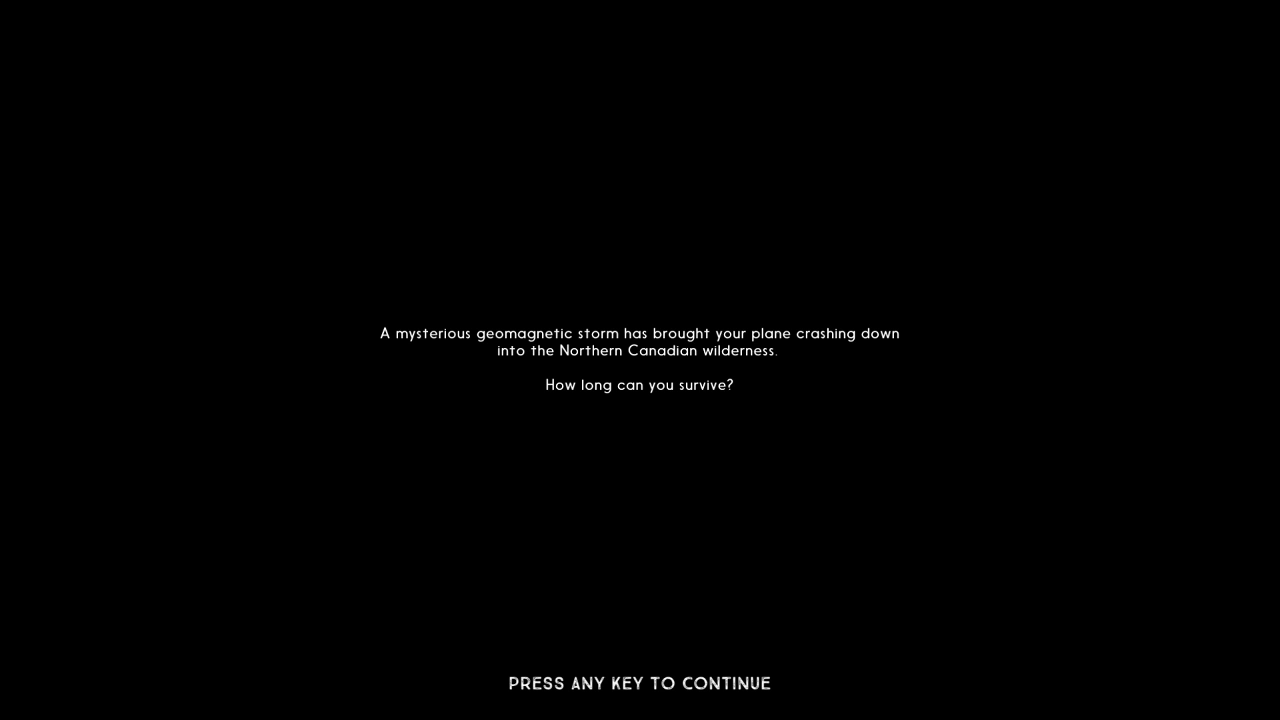 A mysterious geomagnetic storm has brought your plane crashing down
into the Northern Canadian wilderness.
How long can you survive?
PRESS ANY KEY TO CONTINUE